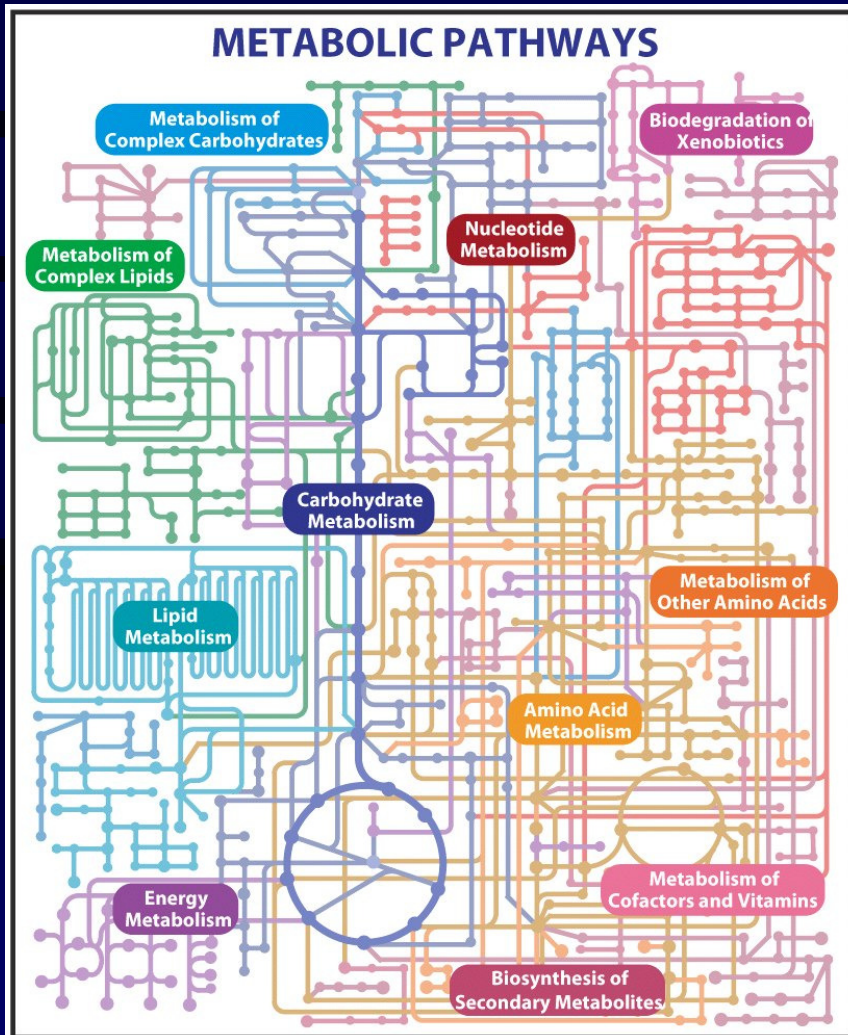 METABOLIC PATHWAYS
Metabolism of
Complex Carbohydrates
Biodegradation of
Xenobiotics
Nucleotide
Metabolism
Metabolism of
Complex Lipids
Carbohydrate
Metabolism
Lipid
Metabolism
Metabolism of
Other Amino Acids
Amino Acid
Metabolism
Energy
Metabolism
Metabolism of
Cofactors and Vitamins
Biosynthesis of
Secondary Metabolites